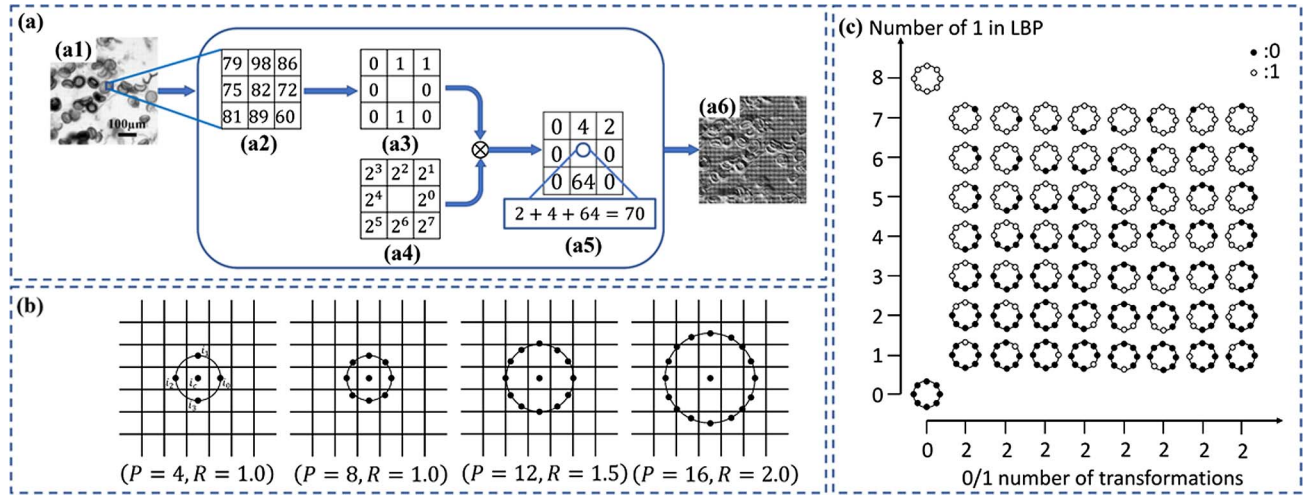 (a)
(a1)
100μm
79 98 86
75 82 72
81 89 60
(a2)
0 1 1
0 0
0 1 0
(a3)
2³ 2² 2¹
2⁴ 2⁰
2⁵ 2⁶ 2⁷
(a4)
⊗
0 4 2
0 0
0 64 0
2 + 4 + 64 = 70
(a5)
(a6)
(b)
i₁
i₂ i_c i₀
i₃
(P = 4, R = 1.0) (P = 8, R = 1.0) (P = 12, R = 1.5) (P = 16, R = 2.0)
(c) Number of 1 in LBP
:0
:1
8
7
6
5
4
3
2
1
0
0 2 2 2 2 2 2 2 2
0/1 number of transformations